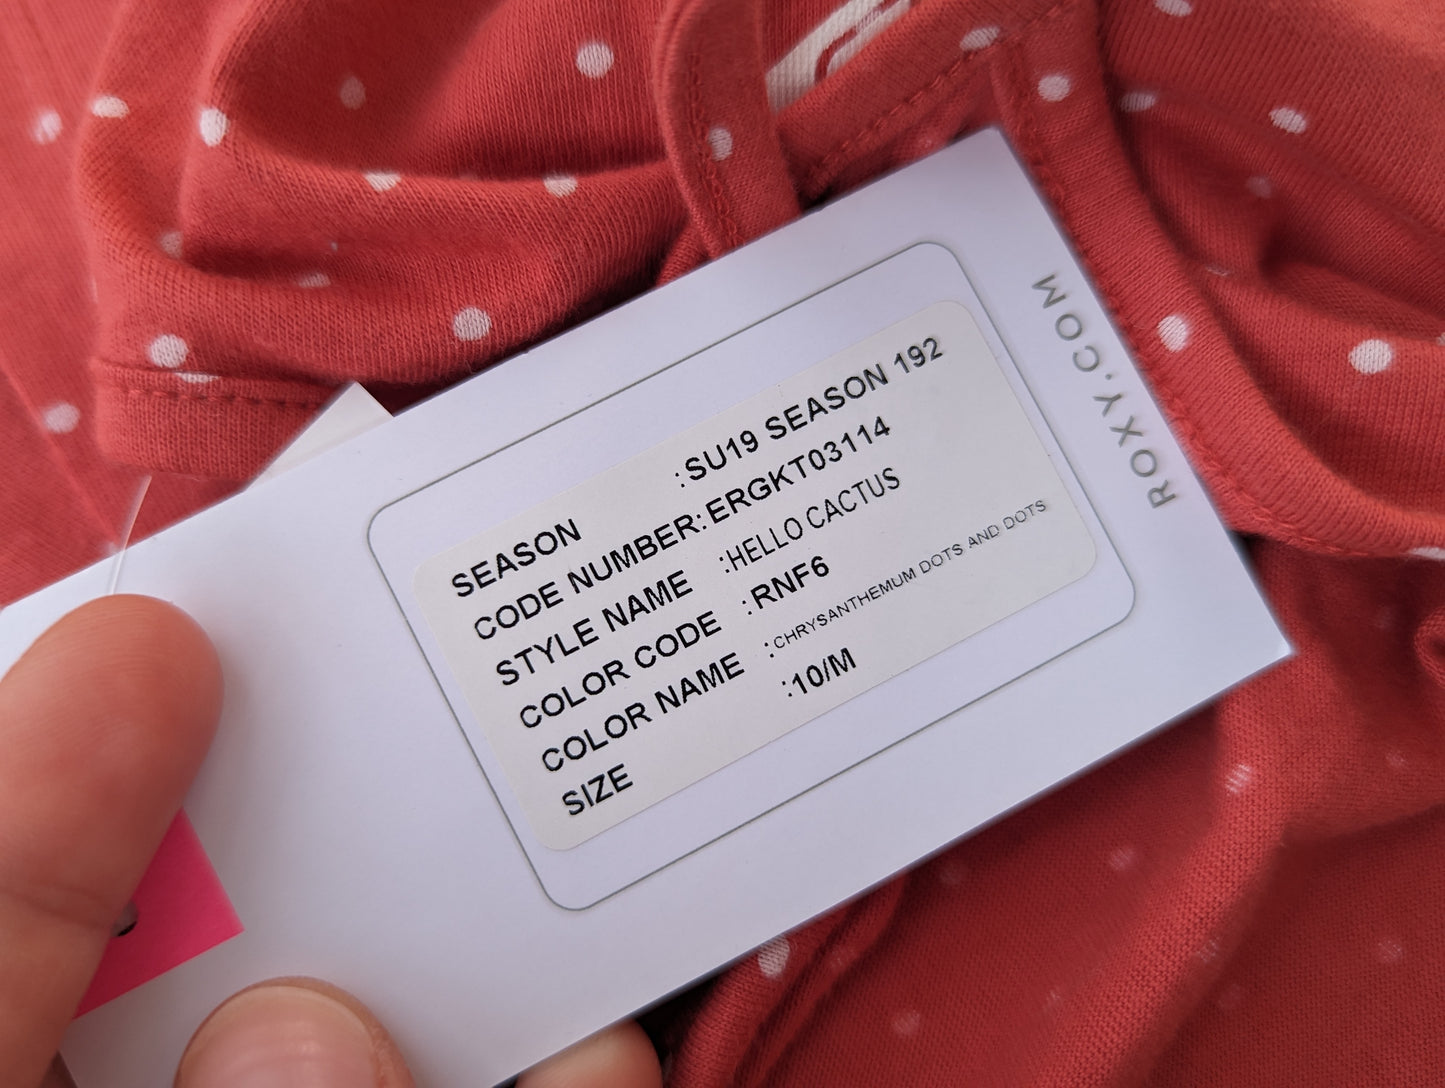 SEASON :SU19 SEASON 192
CODE NUMBER:ERGKT03114
STYLE NAME :HELLO CACTUS
COLOR CODE :RNF6
COLOR NAME :CHRYSANTHEMUM DOTS AND DOTS
SIZE :10/M
ROXY.COM